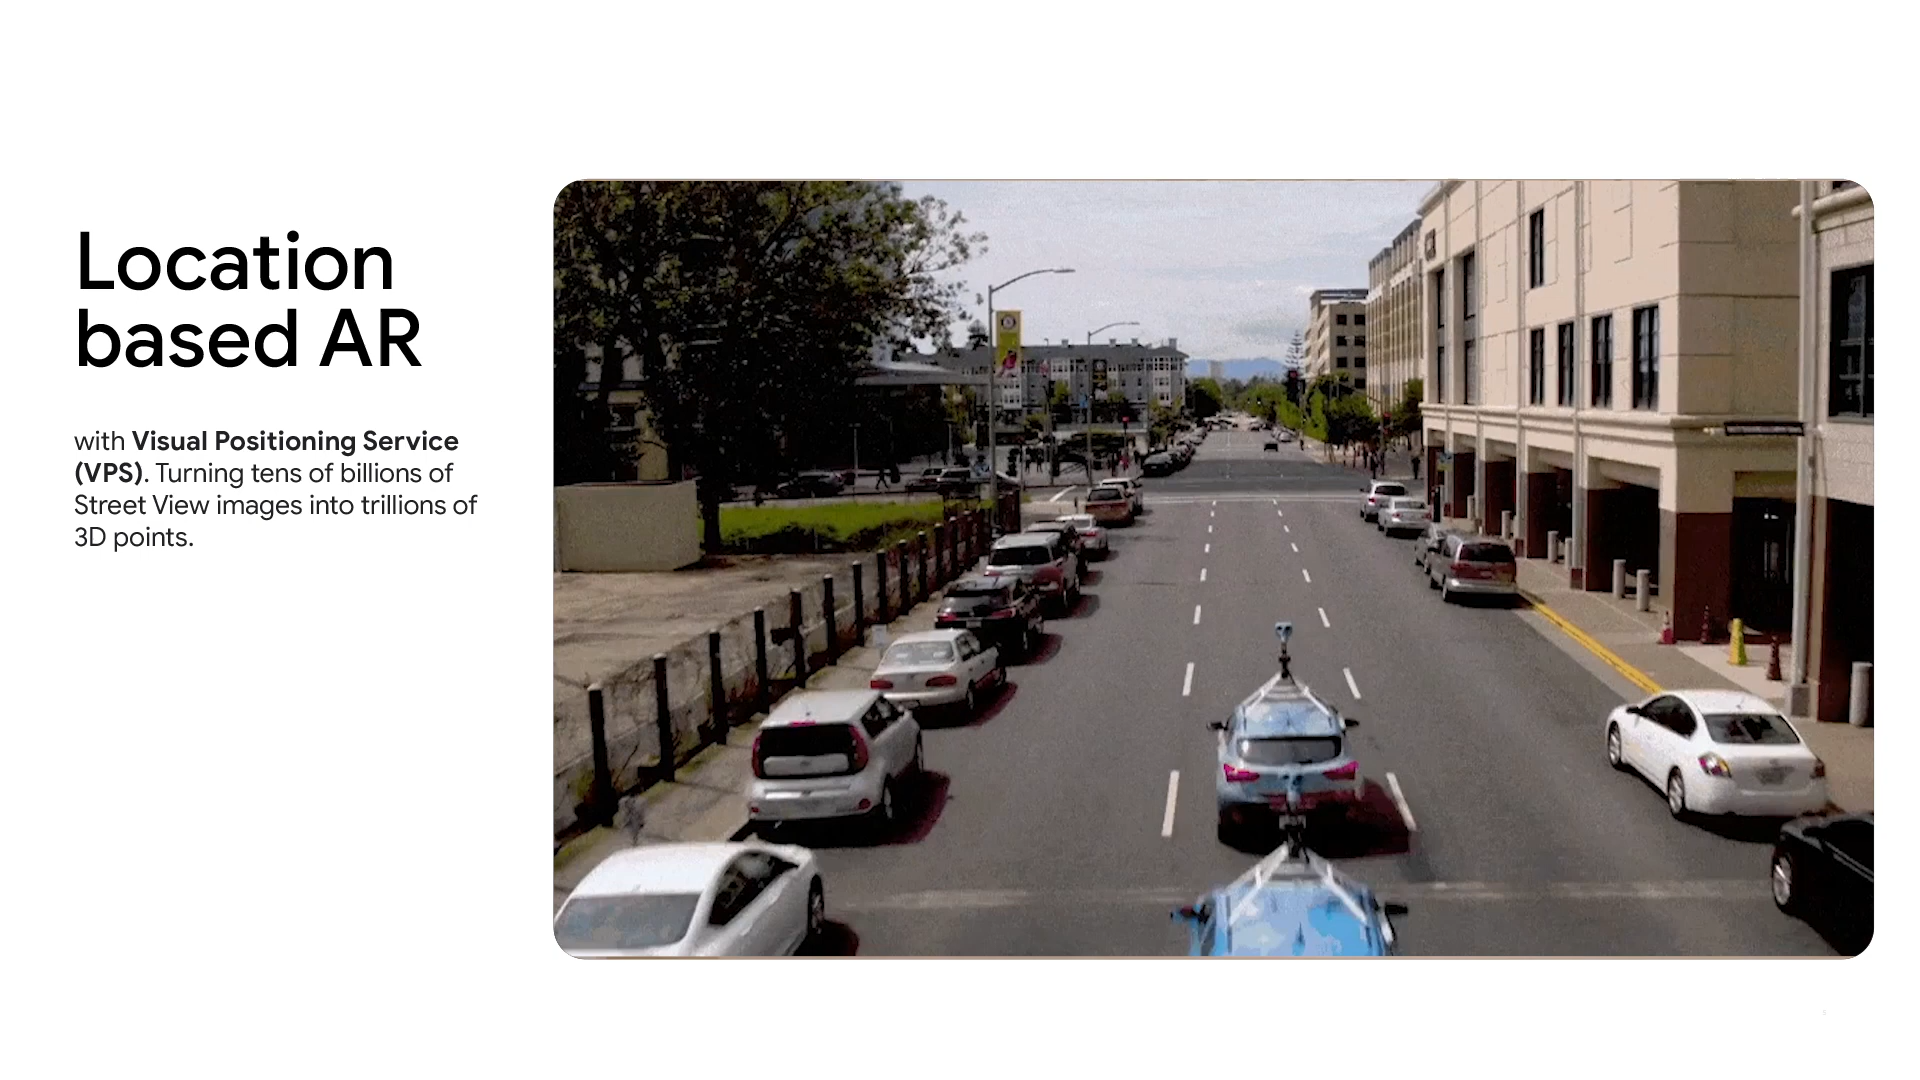 Location
based AR
with Visual Positioning Service
(VPS). Turning tens of billions of
Street View images into trillions of
3D points.